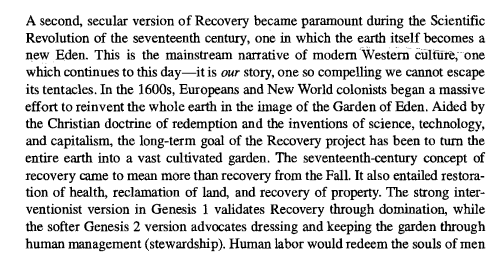 A second, secular version of Recovery became paramount during the Scientific
Revolution of the seventeenth century, one in which the earth itself becomes a
new Eden. This is the mainstream narrative of modern Western culture, one
which continues to this day—it is our story, one so compelling we cannot escape
its tentacles. In the 1600s, Europeans and New World colonists began a massive
effort to reinvent the whole earth in the image of the Garden of Eden. Aided by
the Christian doctrine of redemption and the inventions of science, technology,
and capitalism, the long-term goal of the Recovery project has been to turn the
entire earth into a vast cultivated garden. The seventeenth-century concept of
recovery came to mean more than recovery from the Fall. It also entailed restora-
tion of health, reclamation of land, and recovery of property. The strong inter-
ventionist version in Genesis 1 validates Recovery through domination, while
the softer Genesis 2 version advocates dressing and keeping the garden through
human management (stewardship). Human labor would redeem the souls of men